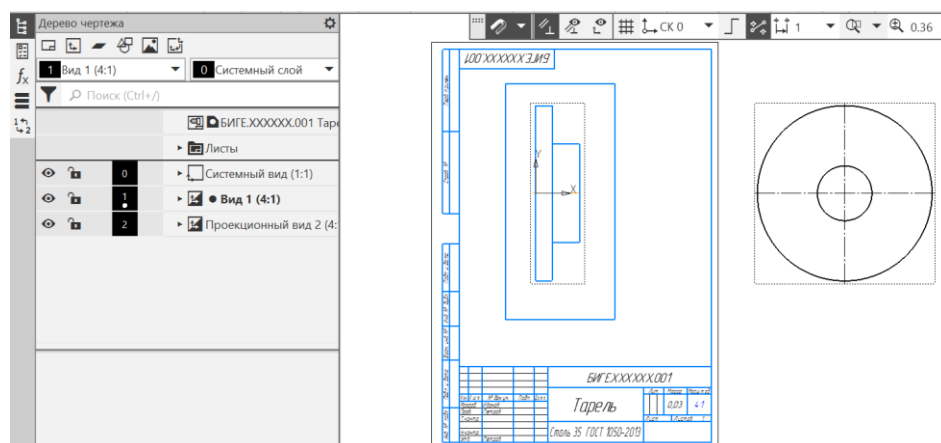 Дерево чертежа
СК 0
1
0.36
1 Вид 1 (4:1)
0 Системный слой
fx
Поиск (Ctrl+/)
БИГЕ.XXXXXX.001 Таре
Листы
0 Системный вид (1:1)
1 Вид 1 (4:1)
2 Проекционный вид 2 (4:
БИГЕ.XXXXXX.001
Y
X
БИГЕ.XXXXXX.001
Тарель
0,03 4:1
Сталь 35 ГОСТ 1050-2013